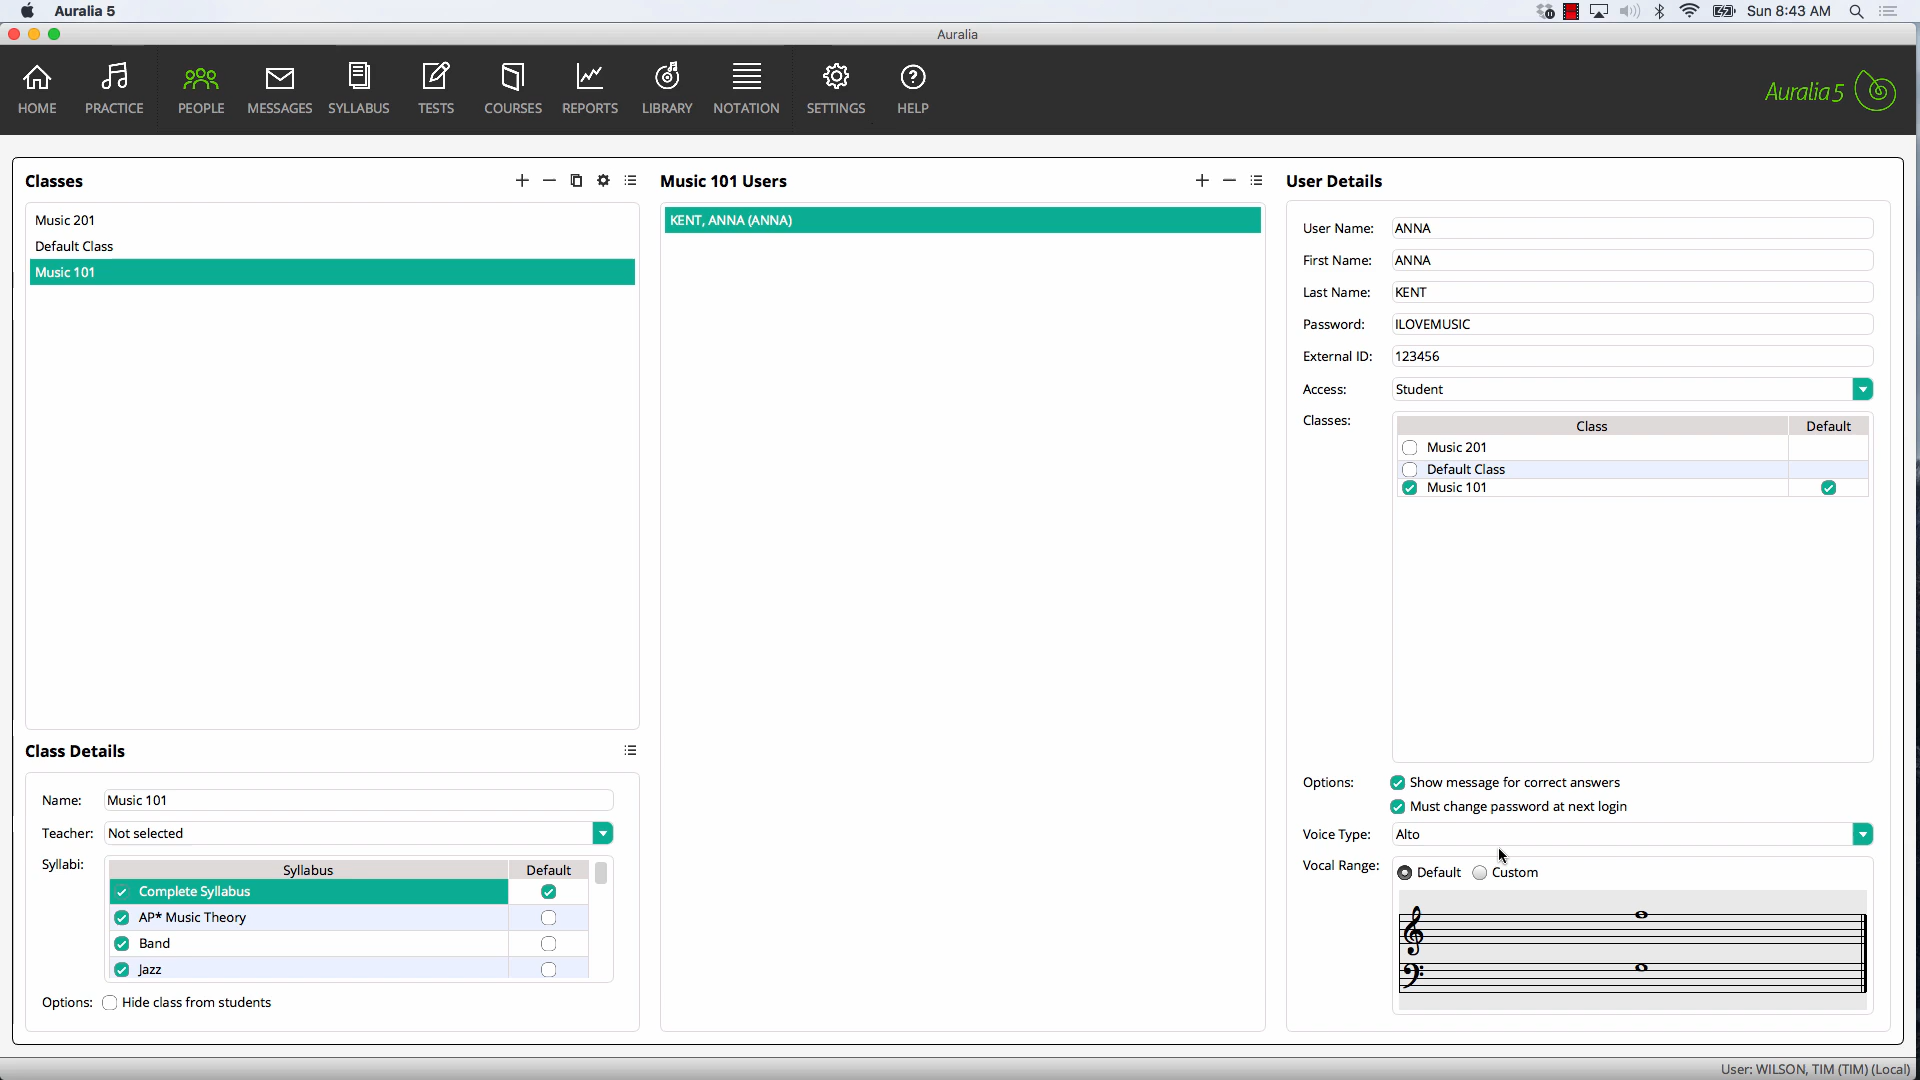 Auralia 5
Sun 8:43 AM
Auralia
HOME
PRACTICE
PEOPLE
MESSAGES
SYLLABUS
TESTS
COURSES
REPORTS
LIBRARY
NOTATION
SETTINGS
HELP
Auralia 5
Classes
Music 201
Default Class
Music 101
Class Details
Name: Music 101
Teacher: Not selected
Syllabi:
Syllabus Default
Complete Syllabus
AP* Music Theory
Band
Jazz
Options: Hide class from students
Music 101 Users
KENT, ANNA (ANNA)
User Details
User Name: ANNA
First Name: ANNA
Last Name: KENT
Password: ILOVEMUSIC
External ID: 123456
Access: Student
Classes:
Class Default
Music 201
Default Class
Music 101
Options: Show message for correct answers
Must change password at next login
Voice Type: Alto
Vocal Range: Default Custom
User: WILSON, TIM (TIM) (Local)